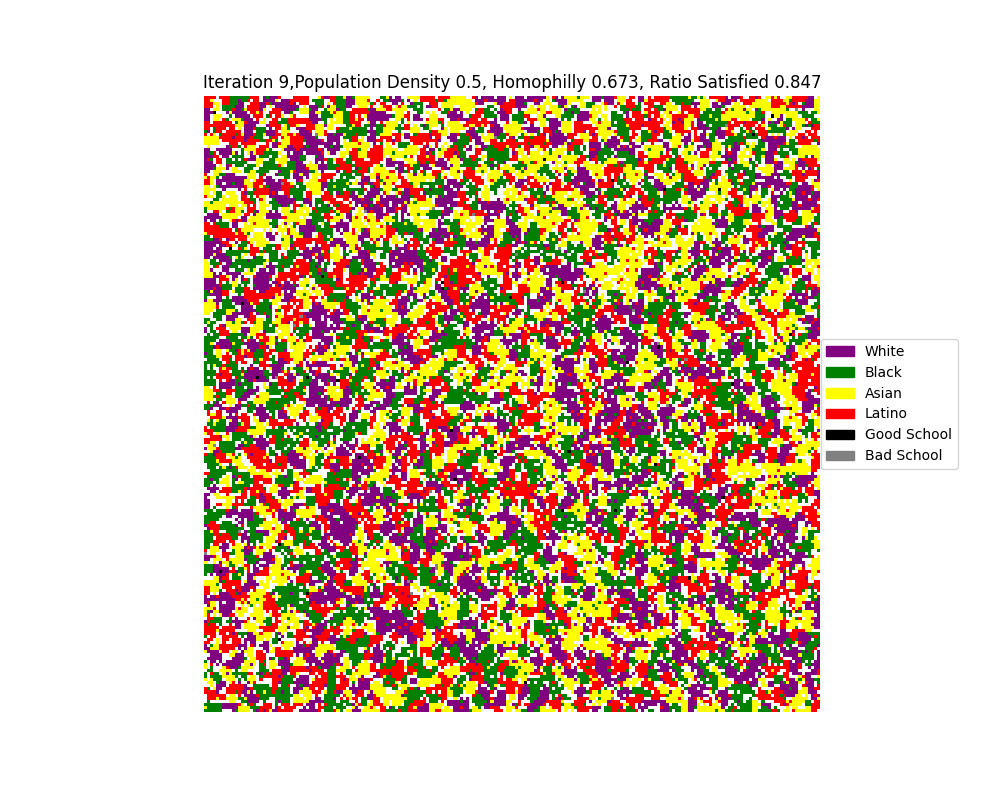 Iteration 9,Population Density 0.5, Homophilly 0.673, Ratio Satisfied 0.847
White
Black
Asian
Latino
Good School
Bad School